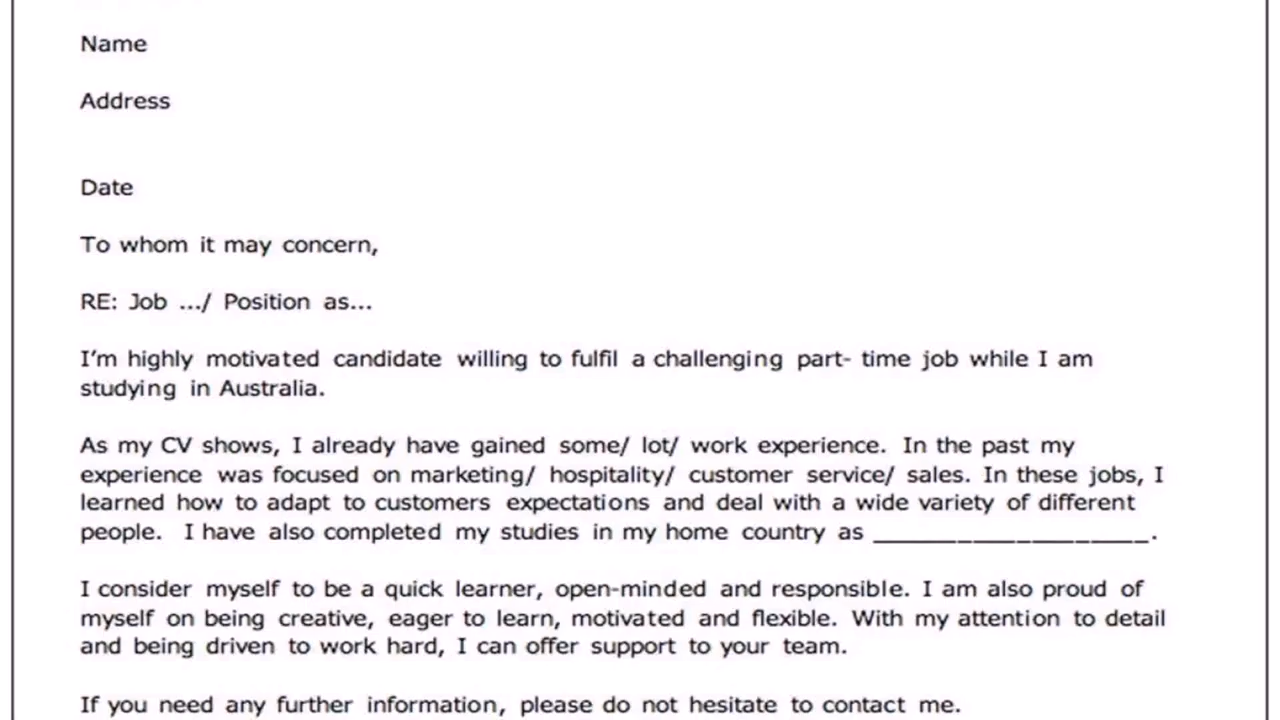 Name
Address
Date
To whom it may concern,
RE: Job .../ Position as...
I'm highly motivated candidate willing to fulfil a challenging part- time job while I am
studying in Australia.
As my CV shows, I already have gained some/ lot/ work experience. In the past my
experience was focused on marketing/ hospitality/ customer service/ sales. In these jobs, I
learned how to adapt to customers expectations and deal with a wide variety of different
people. I have also completed my studies in my home country as ___________________.
I consider myself to be a quick learner, open-minded and responsible. I am also proud of
myself on being creative, eager to learn, motivated and flexible. With my attention to detail
and being driven to work hard, I can offer support to your team.
If you need any further information, please do not hesitate to contact me.